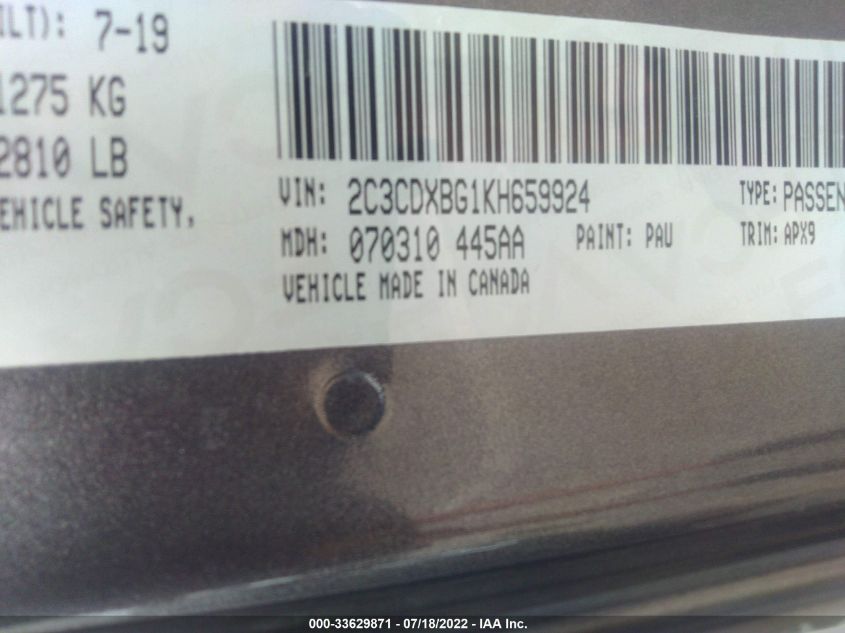 ILT): 7-19
1275 KG
2810 LB
EHICLE SAFETY,
VIN: 2C3CDXBG1KH659924 TYPE: PASSEN
MDH: 070310 445AA PAINT: PAU TRIM: APX9
VEHICLE MADE IN CANADA
000-33629871 - 07/18/2022 - IAA Inc.